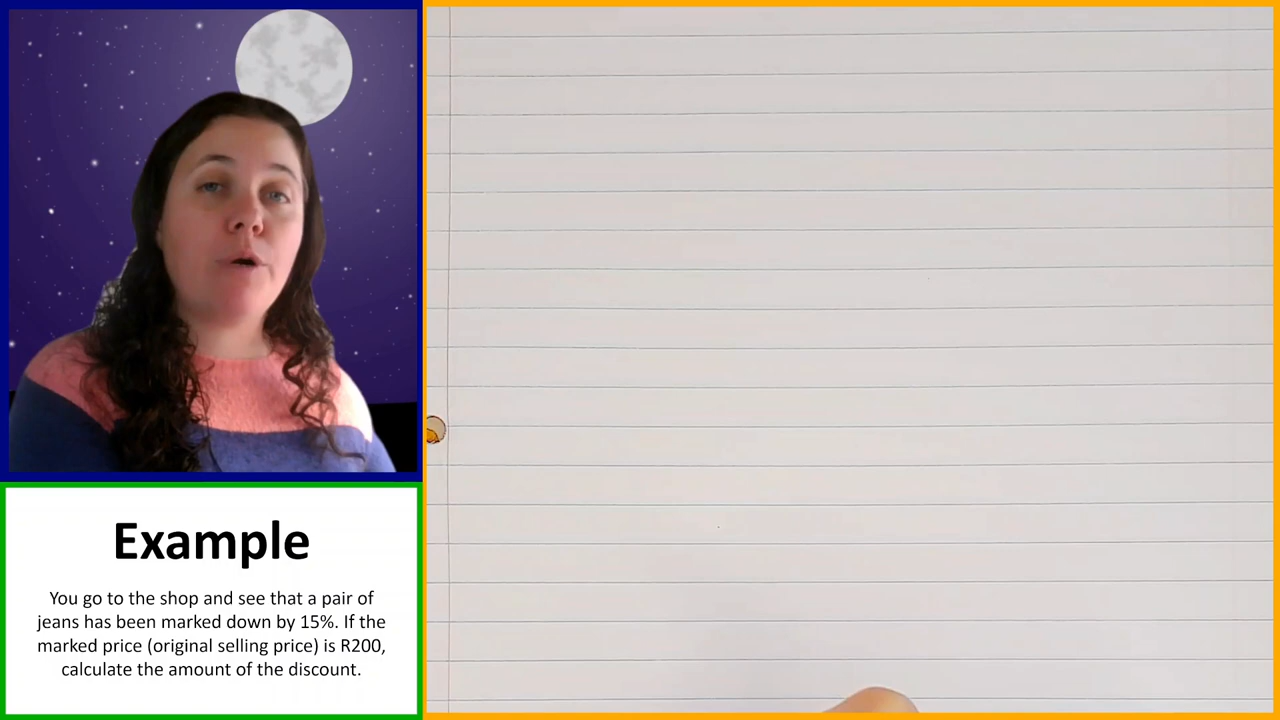 Example
You go to the shop and see that a pair of
jeans has been marked down by 15%. If the
marked price (original selling price) is R200,
calculate the amount of the discount.